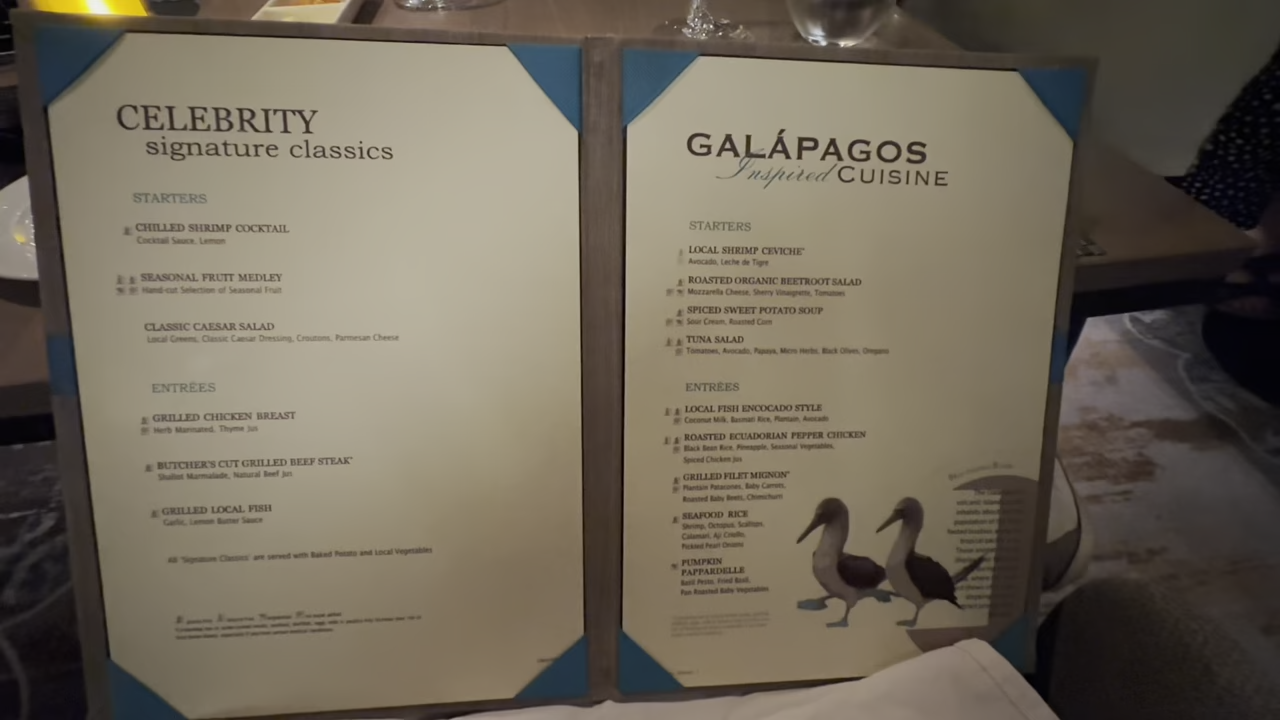 CELEBRITY
signature classics
STARTERS
CHILLED SHRIMP COCKTAIL
Cocktail Sauce, Lemon
SEASONAL FRUIT MEDLEY
Hand-cut Selection of Seasonal Fruit
CLASSIC CAESAR SALAD
Local Greens, Classic Caesar Dressing, Croutons, Parmesan Cheese
ENTRÉES
GRILLED CHICKEN BREAST
Herb Marinated, Thyme Jus
BUTCHER'S CUT GRILLED BEEF STEAK*
Shallot Marmalade, Natural Beef Jus
GRILLED LOCAL FISH
Garlic, Lemon Butter Sauce
All "Signature Classics" are served with Baked Potato and Local Vegetables
GALÁPAGOS
Inspired CUISINE
STARTERS
LOCAL SHRIMP CEVICHE*
Avocado, Leche de Tigre
ROASTED ORGANIC BEETROOT SALAD
Mozzarella Cheese, Sherry Vinaigrette, Tomatoes
SPICED SWEET POTATO SOUP
Sour Cream, Roasted Corn
TUNA SALAD
Tomatoes, Avocado, Papaya, Micro Herbs, Black Olives, Oregano
ENTRÉES
LOCAL FISH ENCOCADO STYLE
Coconut Milk, Basmati Rice, Plantain, Avocado
ROASTED ECUADORIAN PEPPER CHICKEN
Black Bean Rice, Pineapple, Seasonal Vegetables,
Spiced Chicken Jus
GRILLED FILET MIGNON*
Plantain Patacones, Baby Carrots,
Roasted Baby Beets, Chimichurri
SEAFOOD RICE
Shrimp, Octopus, Scallops,
Calamari, Aji Criollo,
Pickled Pearl Onions
PUMPKIN
PAPPARDELLE
Basil Pesto, Fried Basil,
Pan Roasted Baby Vegetables